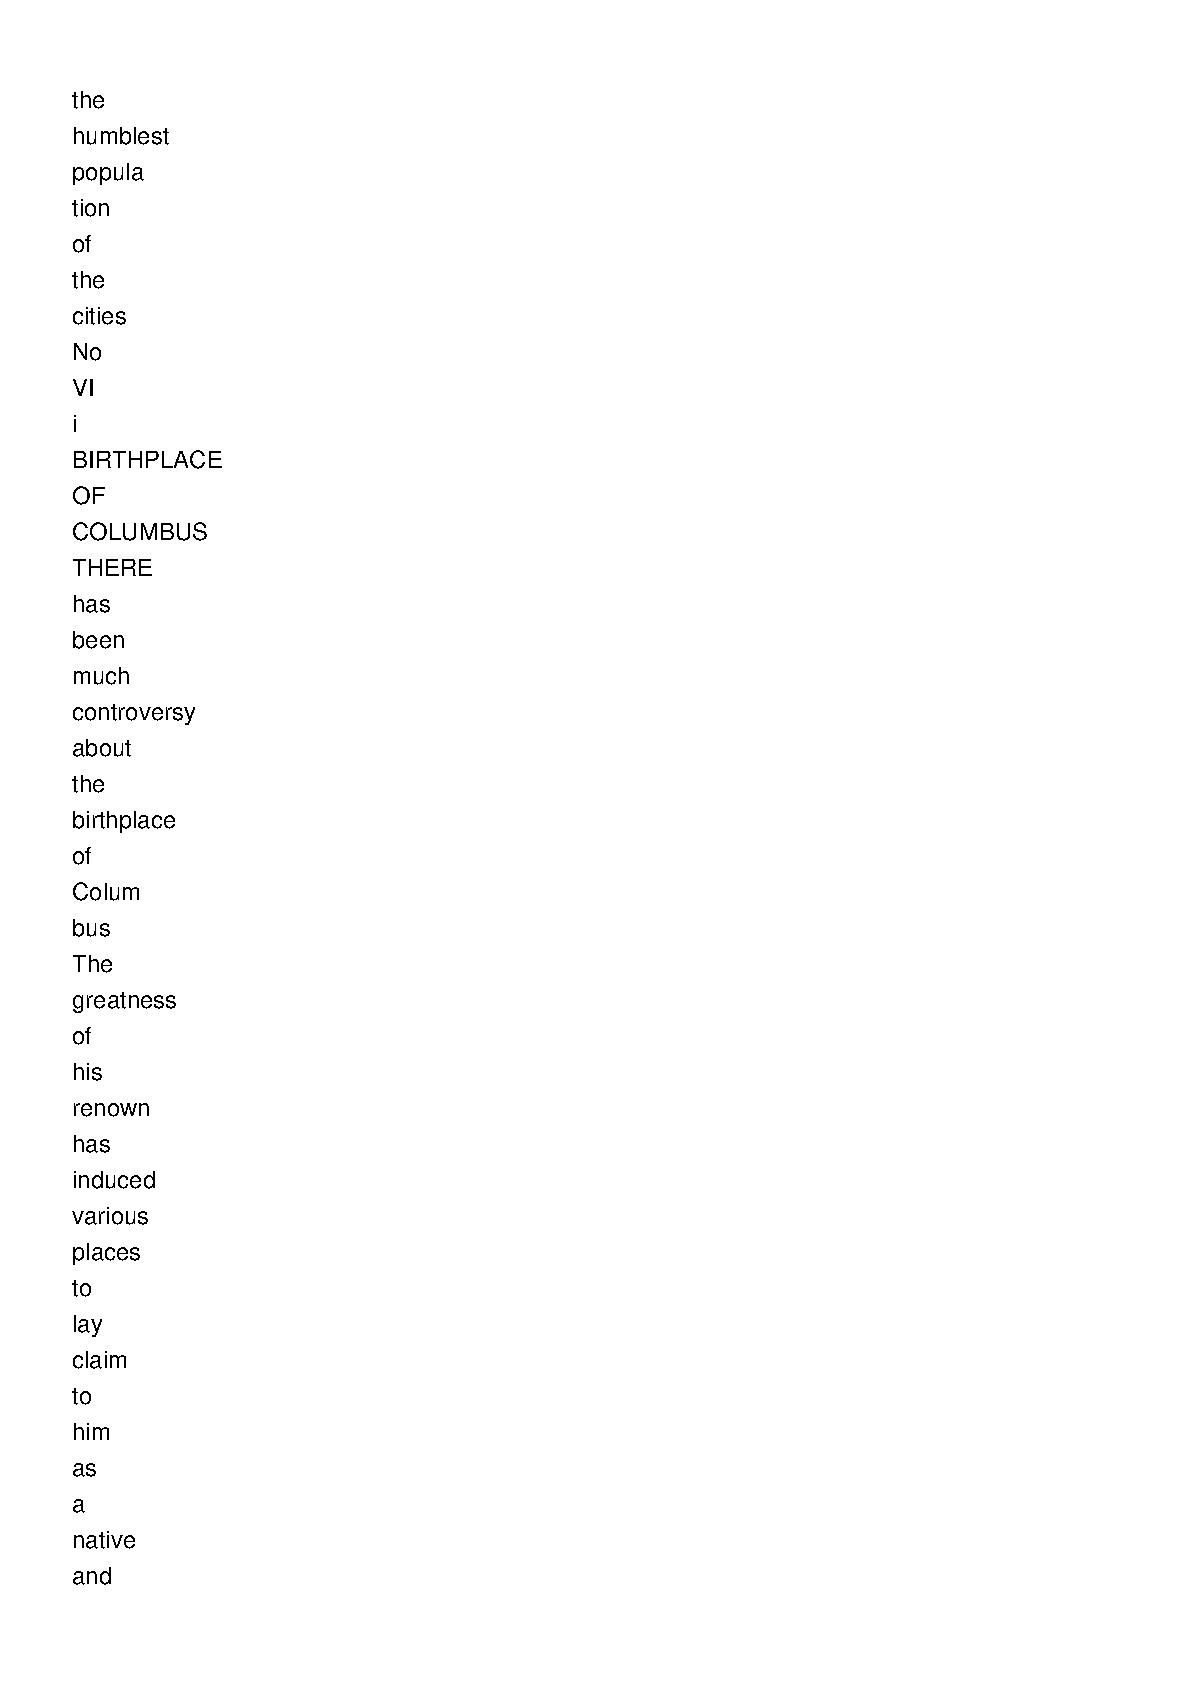 the
humblest
popula
tion
of
the
cities
No
VI
i
BIRTHPLACE
OF
COLUMBUS
THERE
has
been
much
controversy
about
the
birthplace
of
Colum
bus
The
greatness
of
his
renown
has
induced
various
places
to
lay
claim
to
him
as
a
native
and